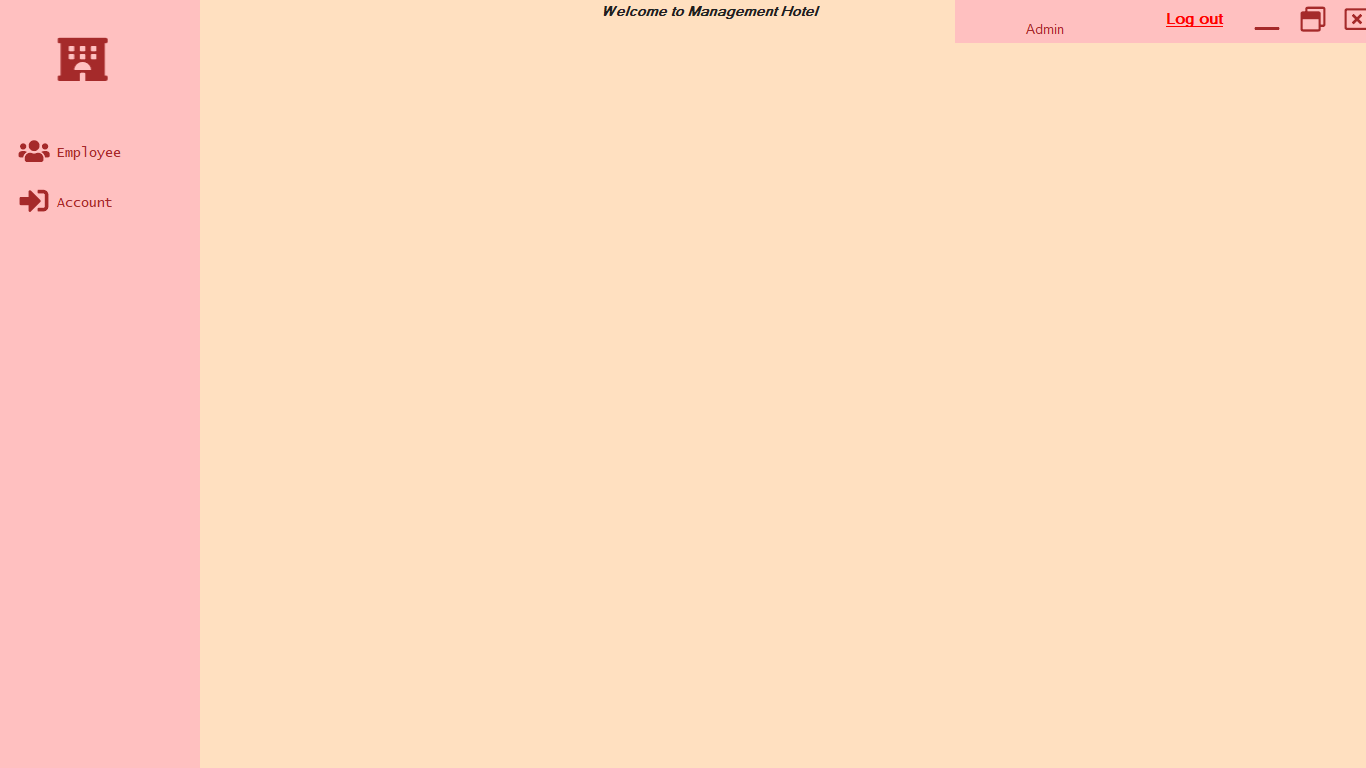 Welcome to Management Hotel
Admin
Log out
Employee
Account